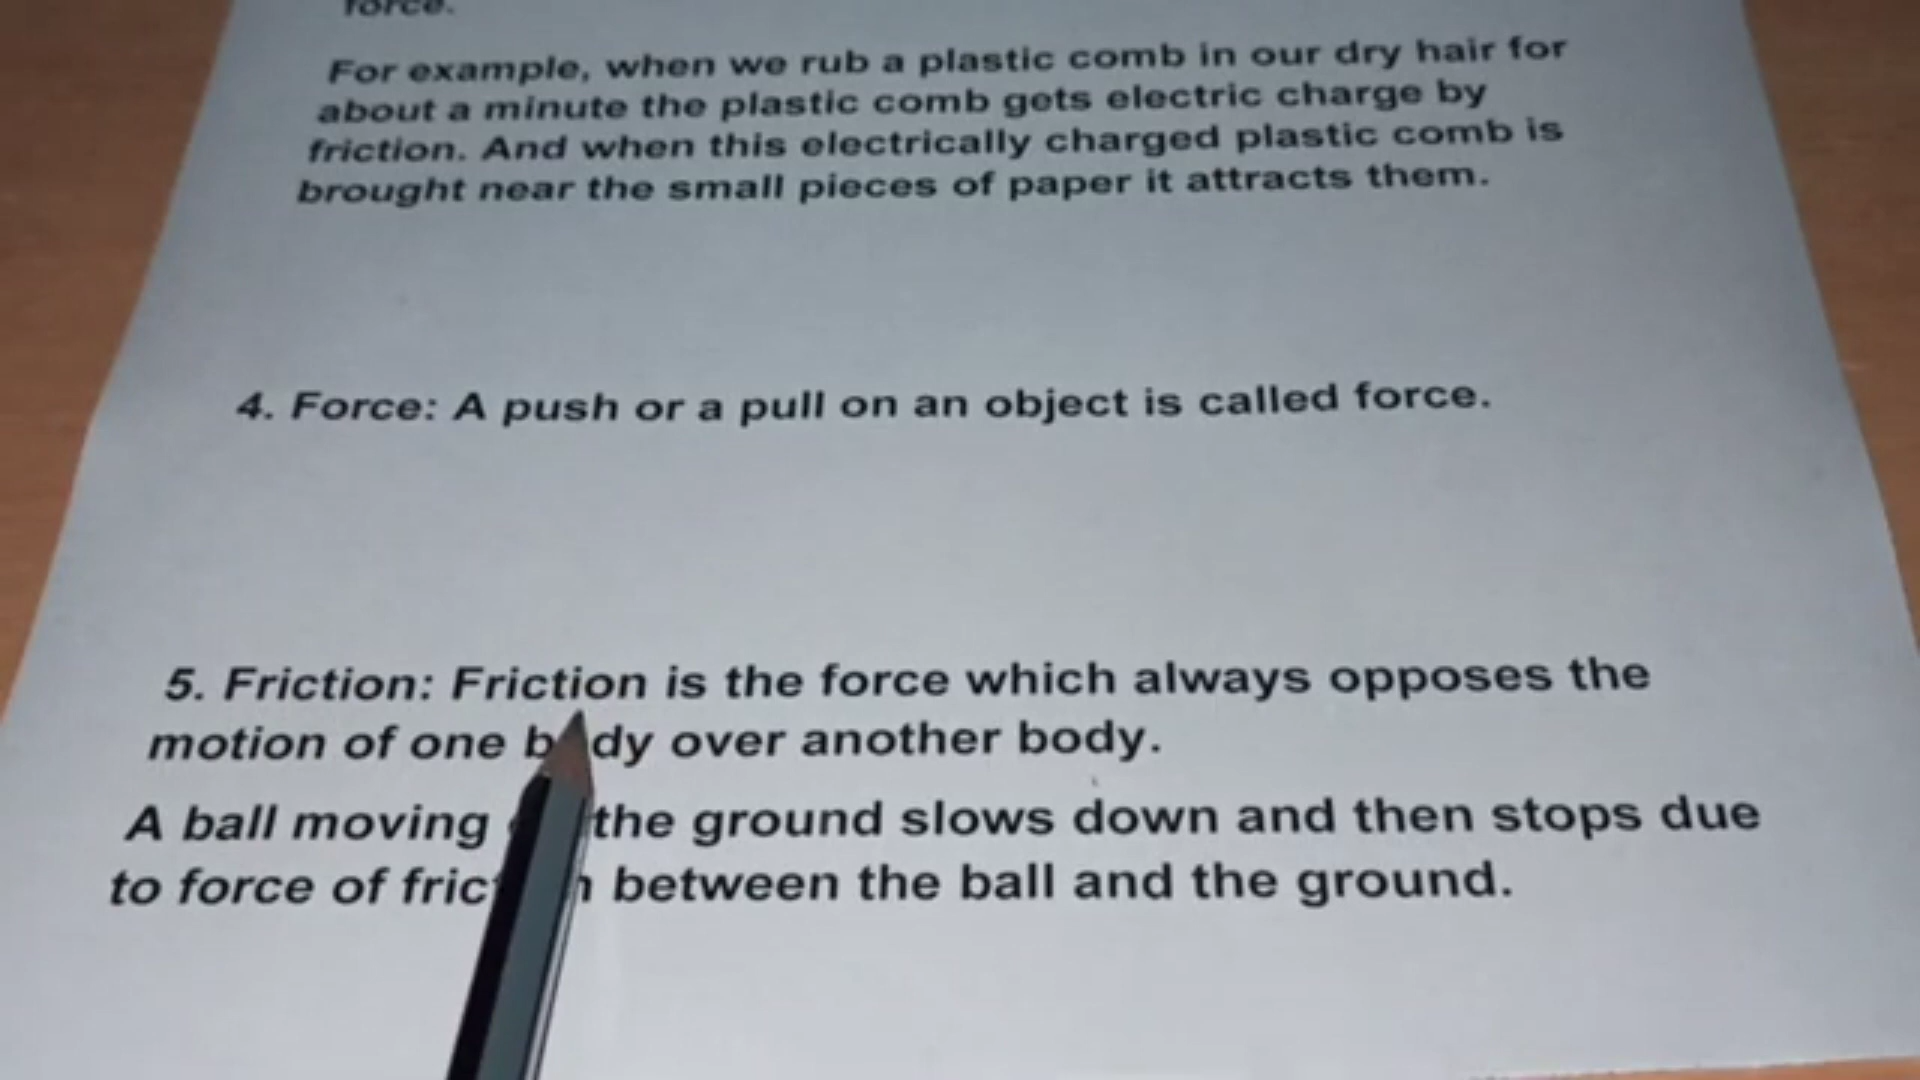 force.
For example, when we rub a plastic comb in our dry hair for
about a minute the plastic comb gets electric charge by
friction. And when this electrically charged plastic comb is
brought near the small pieces of paper it attracts them.
4. Force: A push or a pull on an object is called force.
5. Friction: Friction is the force which always opposes the
motion of one body over another body.
A ball moving the ground slows down and then stops due
to force of friction between the ball and the ground.